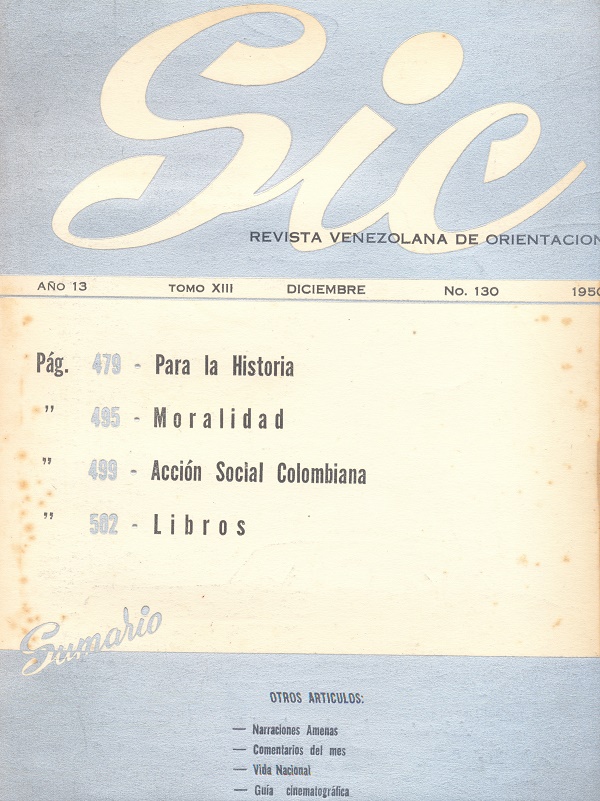 Sic
REVISTA VENEZOLANA DE ORIENTACION
AÑO 13 TOMO XIII DICIEMBRE No. 130 1950
Pág. 479 - Para la Historia
" 495 - Moralidad
" 499 - Acción Social Colombiana
" 502 - Libros
Sumario
OTROS ARTICULOS:
— Narraciones Amenas
— Comentarios del mes
— Vida Nacional
— Guía cinematográfica